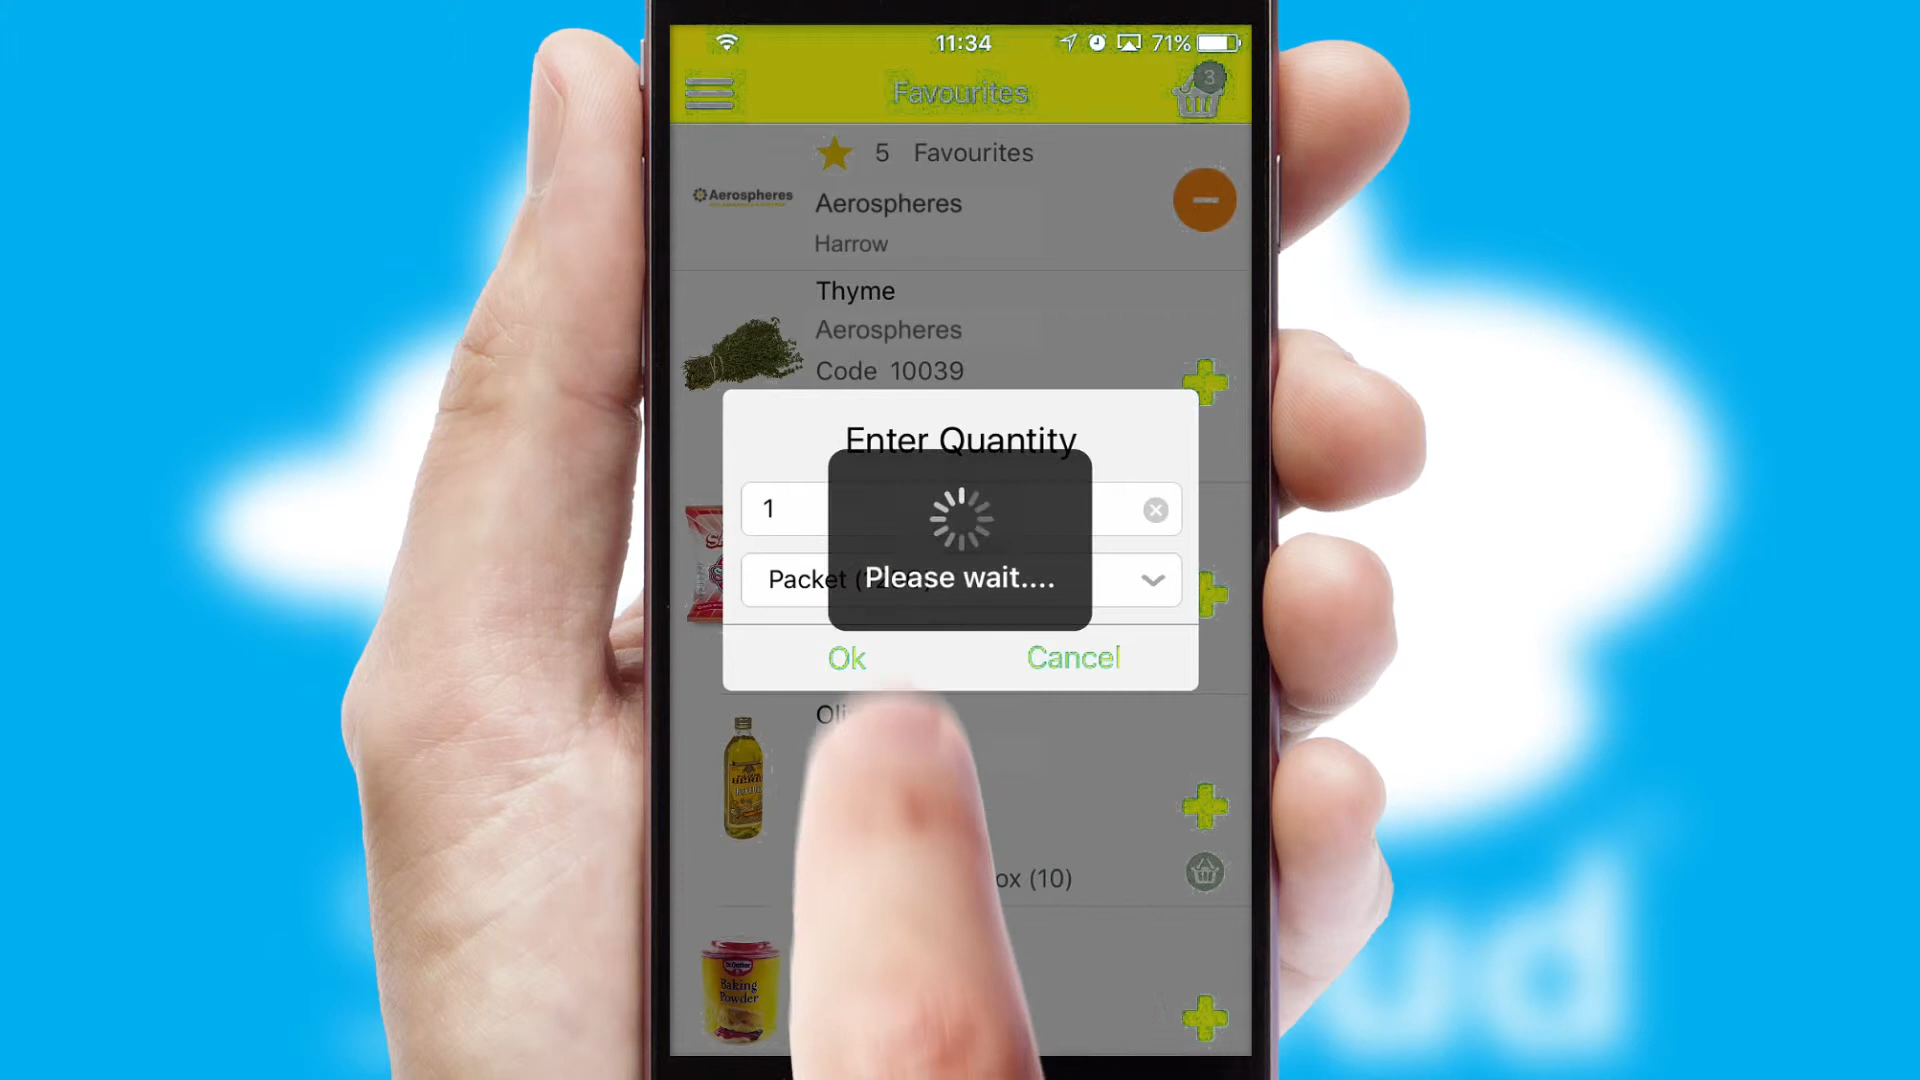 11:34
71%
Favourites
3
5 Favourites
Aerospheres
Aerospheres
Harrow
Thyme
Aerospheres
Code 10039
Enter Quantity
1
Packet
Please wait....
Ok
Cancel
ox (10)
Baking
Powder
ud